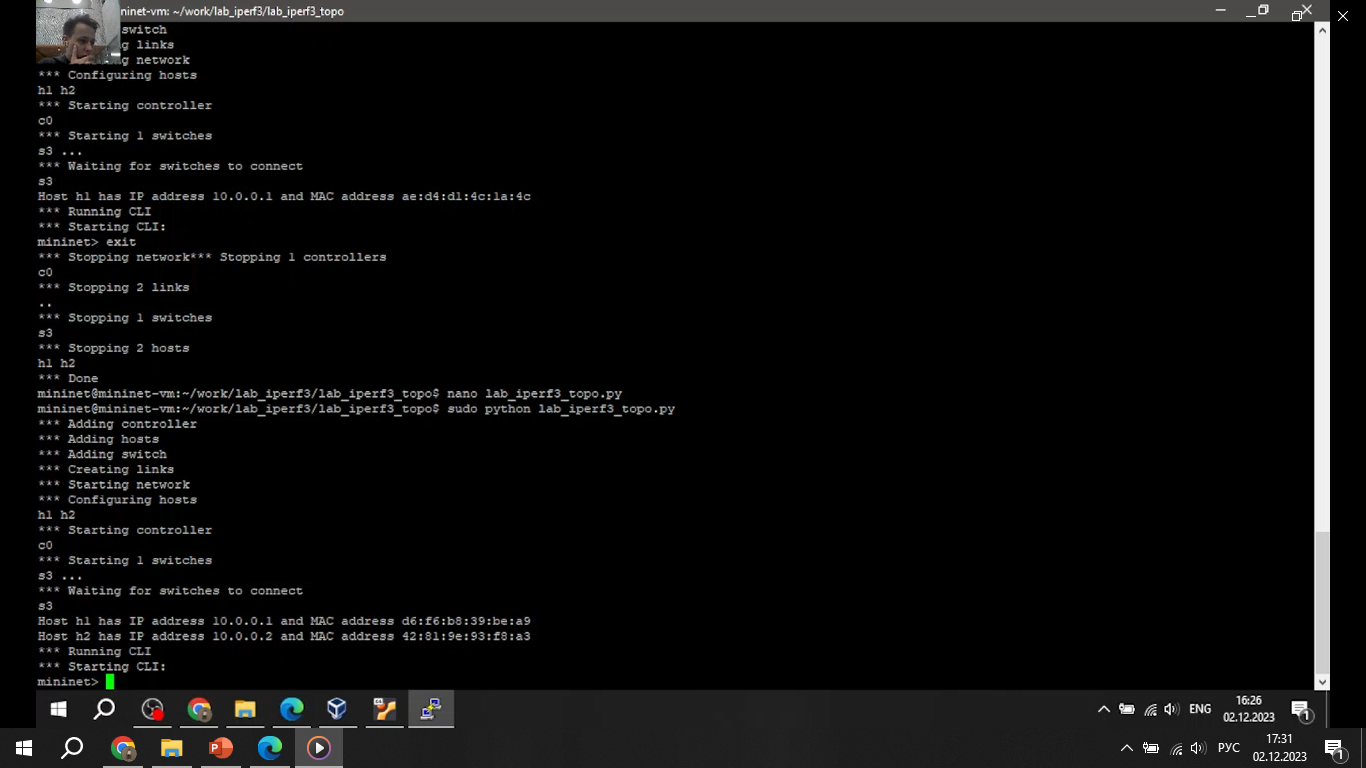 mininet-vm: ~/work/lab_iperf3/lab_iperf3_topo
switch
links
network
*** Configuring hosts
h1 h2
*** Starting controller
c0
*** Starting 1 switches
s3 ...
*** Waiting for switches to connect
s3
Host h1 has IP address 10.0.0.1 and MAC address ae:d4:d1:4c:1a:4c
*** Running CLI
*** Starting CLI:
mininet> exit
*** Stopping network*** Stopping 1 controllers
c0
*** Stopping 2 links
..
*** Stopping 1 switches
s3
*** Stopping 2 hosts
h1 h2
*** Done
mininet@mininet-vm:~/work/lab_iperf3/lab_iperf3_topo$ nano lab_iperf3_topo.py
mininet@mininet-vm:~/work/lab_iperf3/lab_iperf3_topo$ sudo python lab_iperf3_topo.py
*** Adding controller
*** Adding hosts
*** Adding switch
*** Creating links
*** Starting network
*** Configuring hosts
h1 h2
*** Starting controller
c0
*** Starting 1 switches
s3 ...
*** Waiting for switches to connect
s3
Host h1 has IP address 10.0.0.1 and MAC address d6:f6:b8:39:be:a9
Host h2 has IP address 10.0.0.2 and MAC address 42:81:9e:93:f8:a3
*** Running CLI
*** Starting CLI:
mininet>
ENG
16:26
02.12.2023
1
РУС
17:31
02.12.2023
1